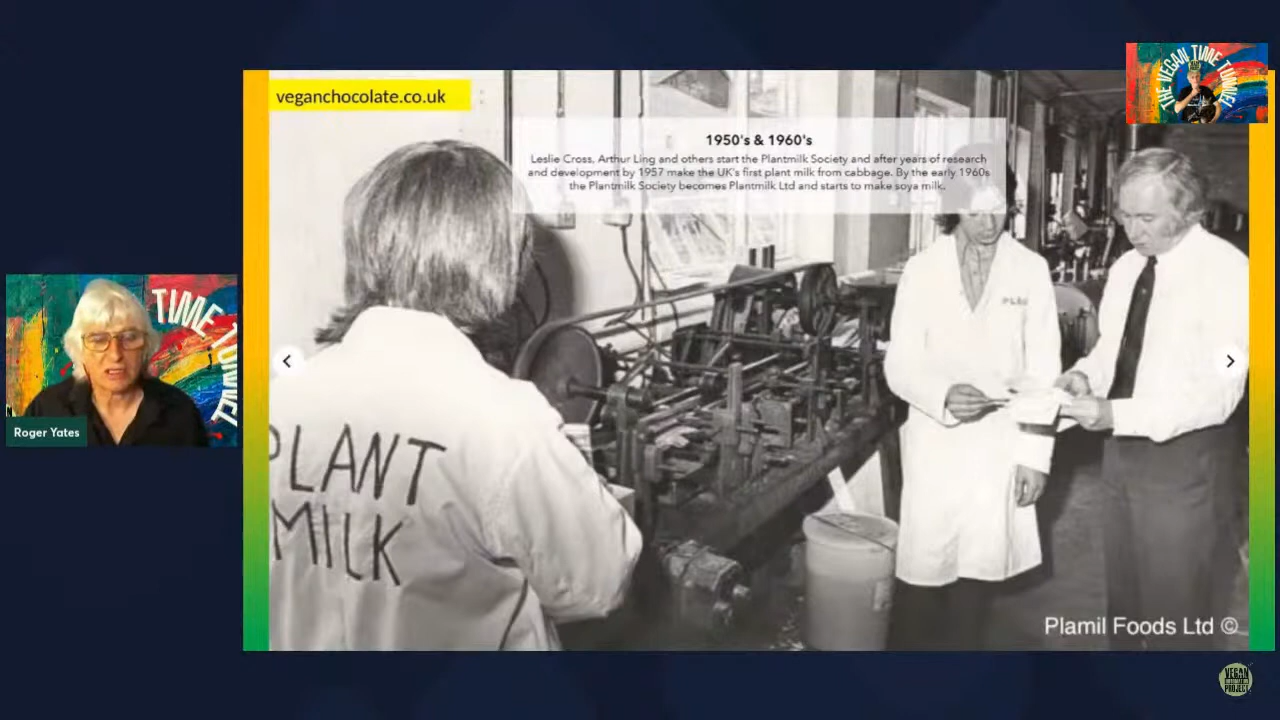 veganchocolate.co.uk
THE VEGAN TIME TUNNEL
1950's & 1960's
Leslie Cross, Arthur Ling and others start the Plantmilk Society and after years of research
and development by 1957 make the UK's first plant milk from cabbage. By the early 1960s
the Plantmilk Society becomes Plantmilk Ltd and starts to make soya milk.
TIME
TUNNEL
Roger Yates
PLANT
MILK
Plamil Foods Ltd ©
VEGAN
PROJECT